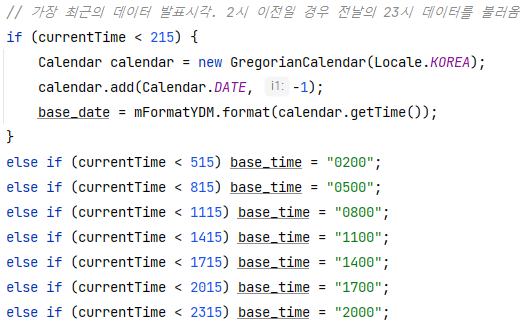 // 가장 최근의 데이터 발표시각. 2시 이전일 경우 전날의 23시 데이터를 불러옴
if (currentTime < 215) {
Calendar calendar = new GregorianCalendar(Locale.KOREA);
calendar.add(Calendar.DATE, i1: -1);
base_date = mFormatYDM.format(calendar.getTime());
}
else if (currentTime < 515) base_time = "0200";
else if (currentTime < 815) base_time = "0500";
else if (currentTime < 1115) base_time = "0800";
else if (currentTime < 1415) base_time = "1100";
else if (currentTime < 1715) base_time = "1400";
else if (currentTime < 2015) base_time = "1700";
else if (currentTime < 2315) base_time = "2000";